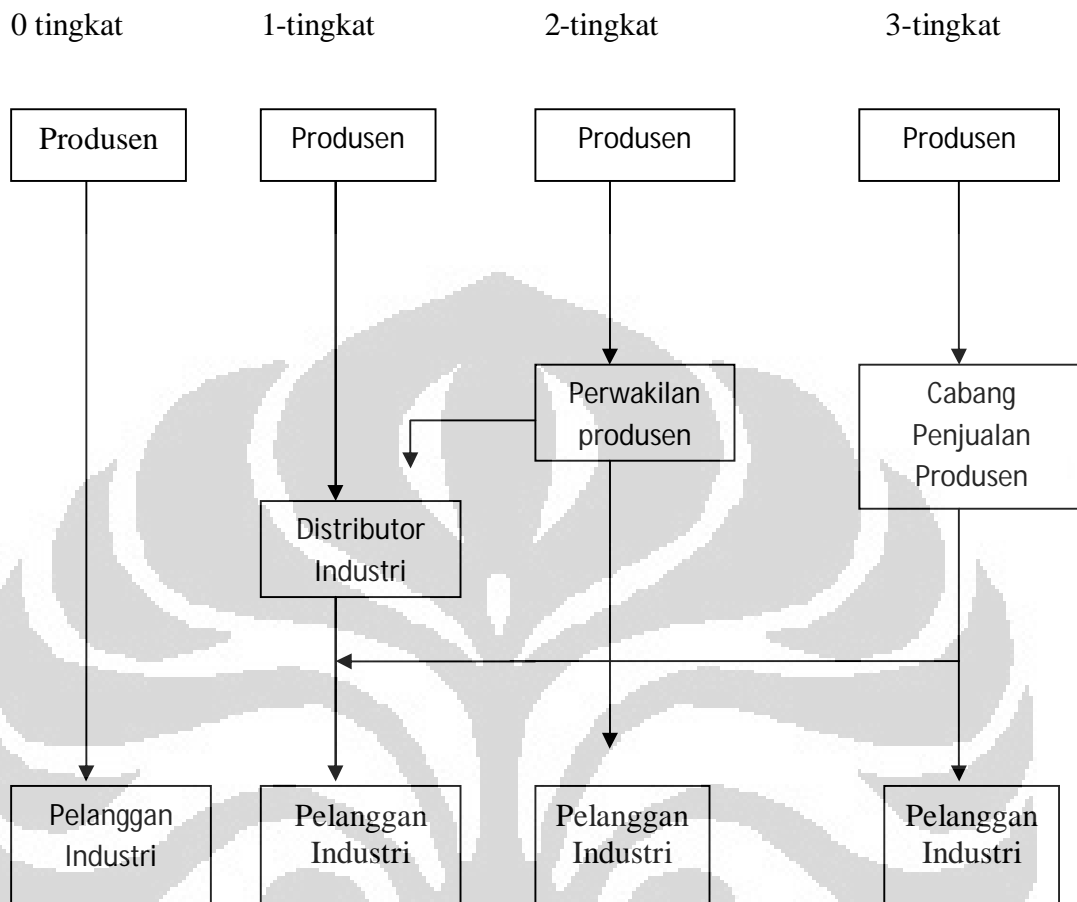 0 tingkat 1-tingkat 2-tingkat 3-tingkat
Produsen Produsen Produsen Produsen
Perwakilan
produsen
Cabang
Penjualan
Produsen
Distributor
Industri
Pelanggan
Industri
Pelanggan
Industri
Pelanggan
Industri
Pelanggan
Industri